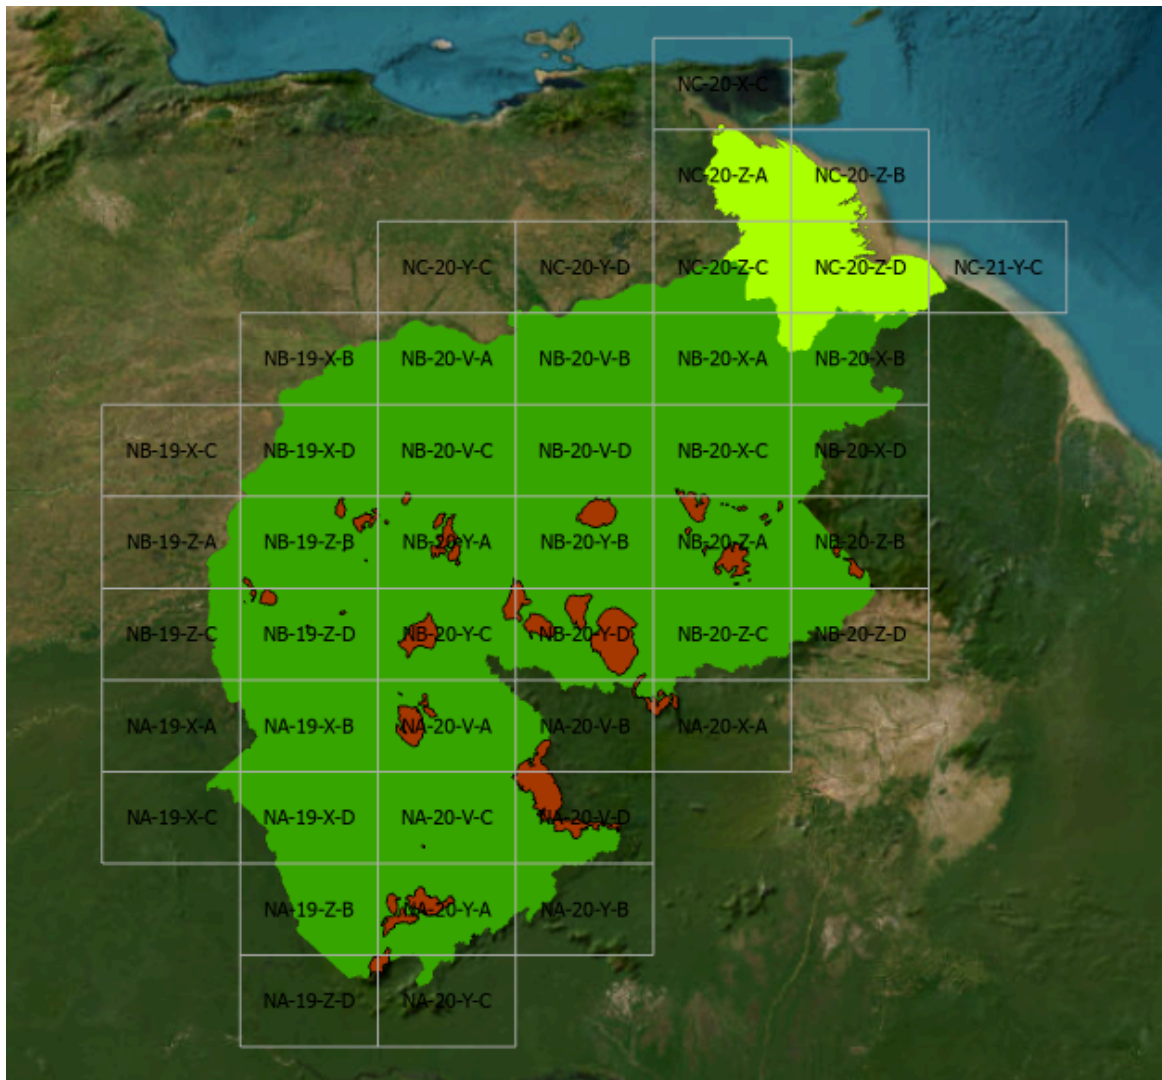 NC-20-X-C
NC-20-Z-A NC-20-Z-B
NC-20-Y-C NC-20-Y-D NC-20-Z-C NC-20-Z-D NC-21-Y-C
NB-19-X-B NB-20-V-A NB-20-V-B NB-20-X-A NB-20-X-B
NB-19-X-C NB-19-X-D NB-20-V-C NB-20-V-D NB-20-X-C NB-20-X-D
NB-19-Z-A NB-19-Z-B NB-20-Y-A NB-20-Y-B NB-20-Z-A NB-20-Z-B
NB-19-Z-C NB-19-Z-D NB-20-Y-C NB-20-Y-D NB-20-Z-C NB-20-Z-D
NA-19-X-A NA-19-X-B NA-20-V-A NA-20-V-B NA-20-X-A
NA-19-X-C NA-19-X-D NA-20-V-C NA-20-V-D
NA-19-Z-B NA-20-Y-A NA-20-Y-B
NA-19-Z-D NA-20-Y-C